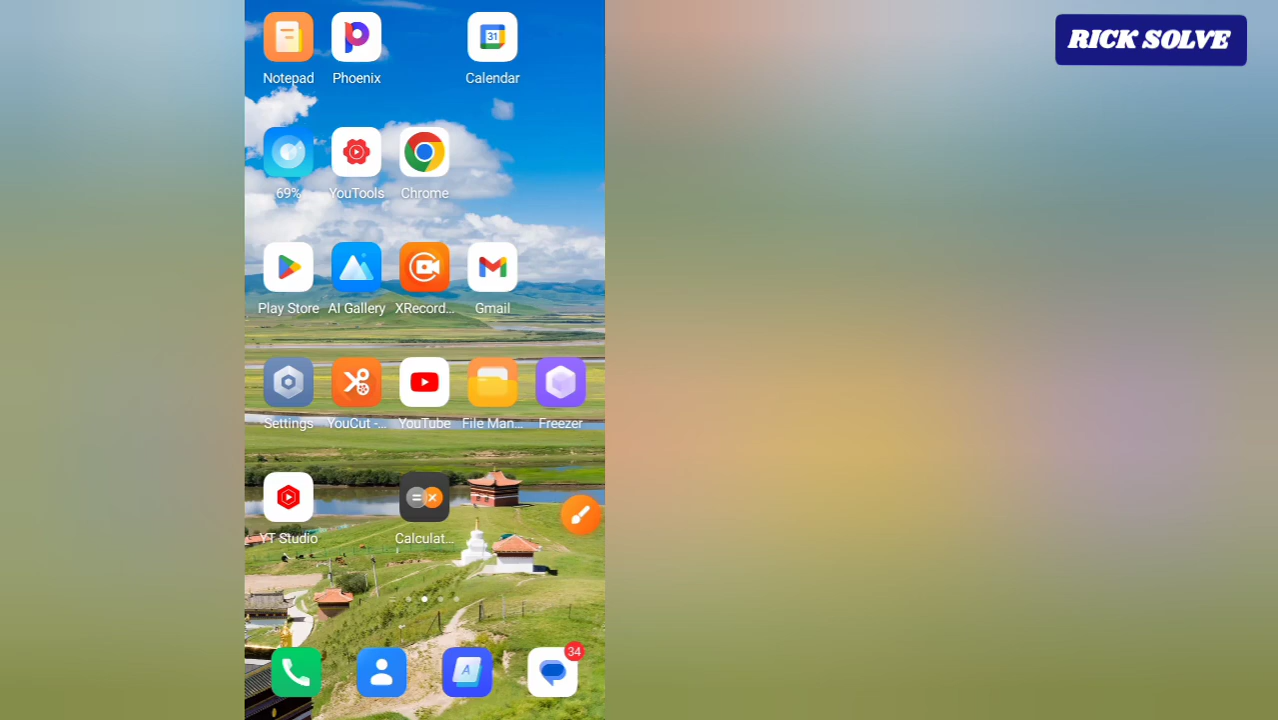 RICK SOLVE
31
Notepad
Phoenix
Calendar
69%
YouTools
Chrome
Play Store
AI Gallery
XRecord...
Gmail
Settings
YouCut -...
YouTube
File Man...
Freezer
YT Studio
Calculat...
34
A